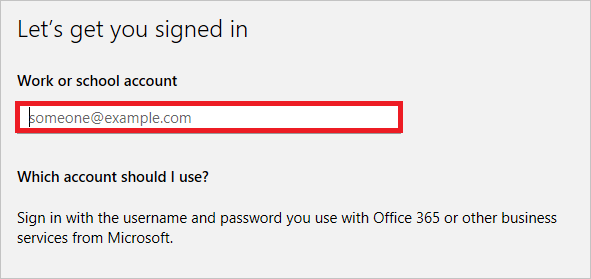 Let's get you signed in
Work or school account
someone@example.com
Which account should I use?
Sign in with the username and password you use with Office 365 or other business
services from Microsoft.